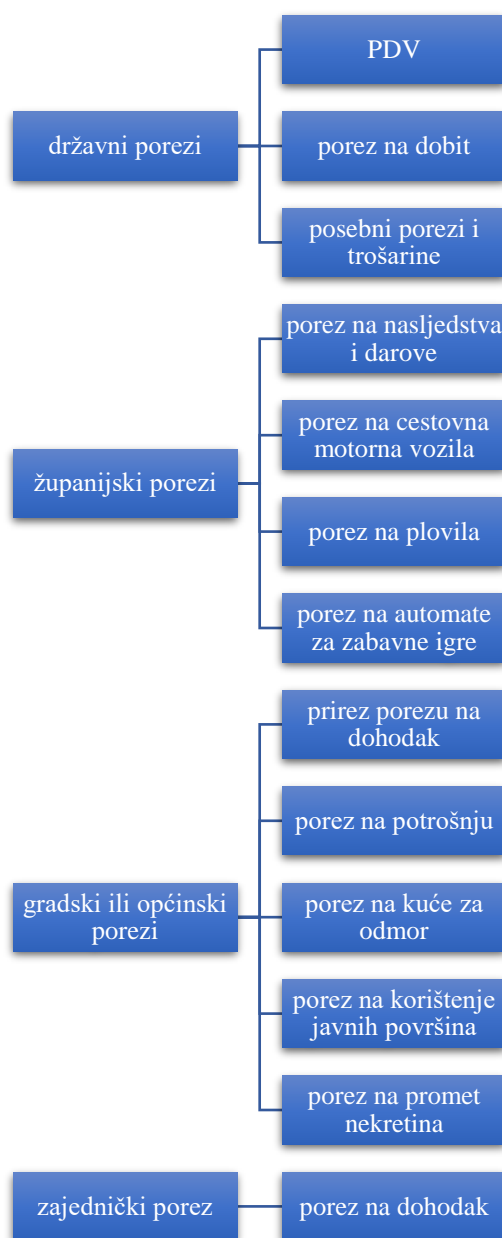 državni porezi
PDV
porez na dobit
posebni porezi i
trošarine
županijski porezi
porez na nasljedstva
i darove
porez na cestovna
motorna vozila
porez na plovila
porez na automate
za zabavne igre
gradski ili općinski
porezi
prirez porezu na
dohodak
porez na potrošnju
porez na kuće za
odmor
porez na korištenje
javnih površina
porez na promet
nekretina
zajednički porez
porez na dohodak